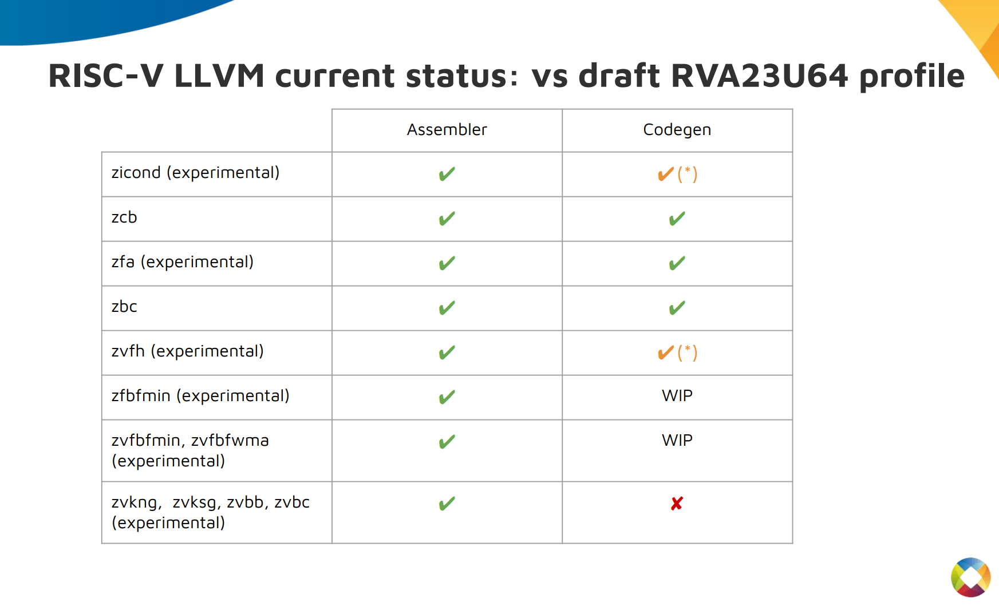 RISC-V LLVM current status: vs draft RVA23U64 profile
Assembler Codegen
zicond (experimental) ✔ ✔(*)
zcb ✔ ✔
zfa (experimental) ✔ ✔
zbc ✔ ✔
zvfh (experimental) ✔ ✔(*)
zfbfmin (experimental) ✔ WIP
zvfbfmin, zvfbfwma ✔ WIP
(experimental)
zvkng, zvksg, zvbb, zvbc ✔ ✘
(experimental)